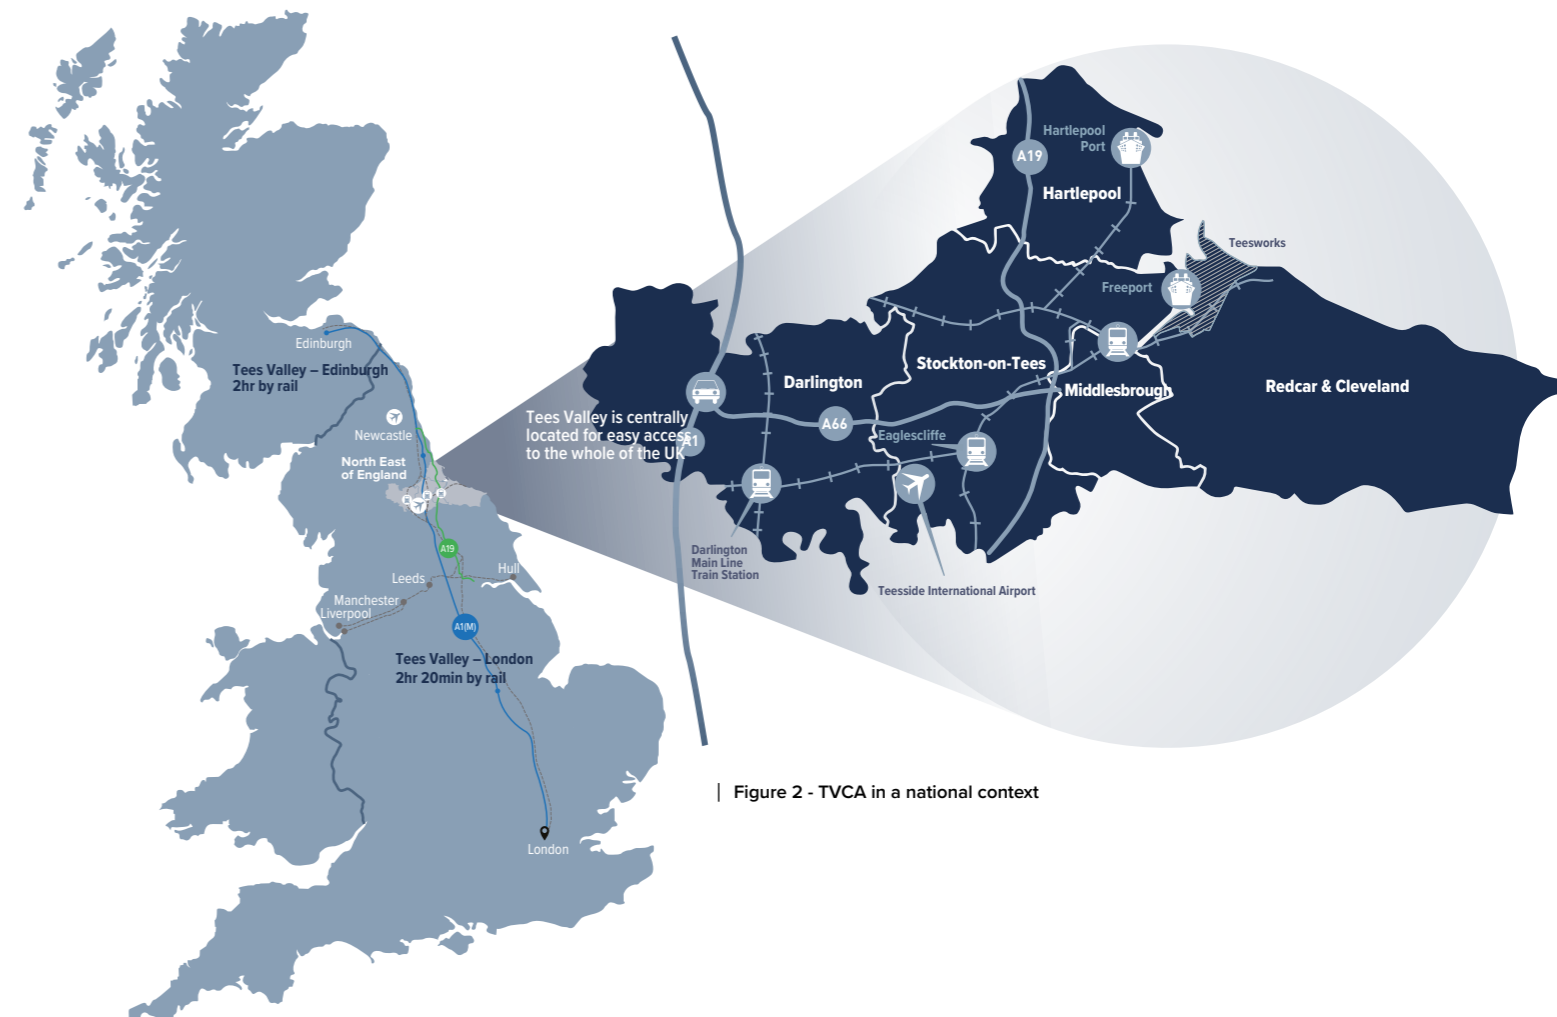 Edinburgh
Tees Valley – Edinburgh
2hr by rail
Newcastle
North East
of England
A19
Leeds
Hull
Manchester
Liverpool
A1(M)
Tees Valley – London
2hr 20min by rail
London
Tees Valley is centrally
located for easy access
to the whole of the UK
A1
Hartlepool
Port
A19
Hartlepool
Teesworks
Freeport
Stockton-on-Tees
Darlington
Middlesbrough
Redcar & Cleveland
A66
Eaglescliffe
Darlington
Main Line
Train Station
Teesside International Airport
Figure 2 - TVCA in a national context